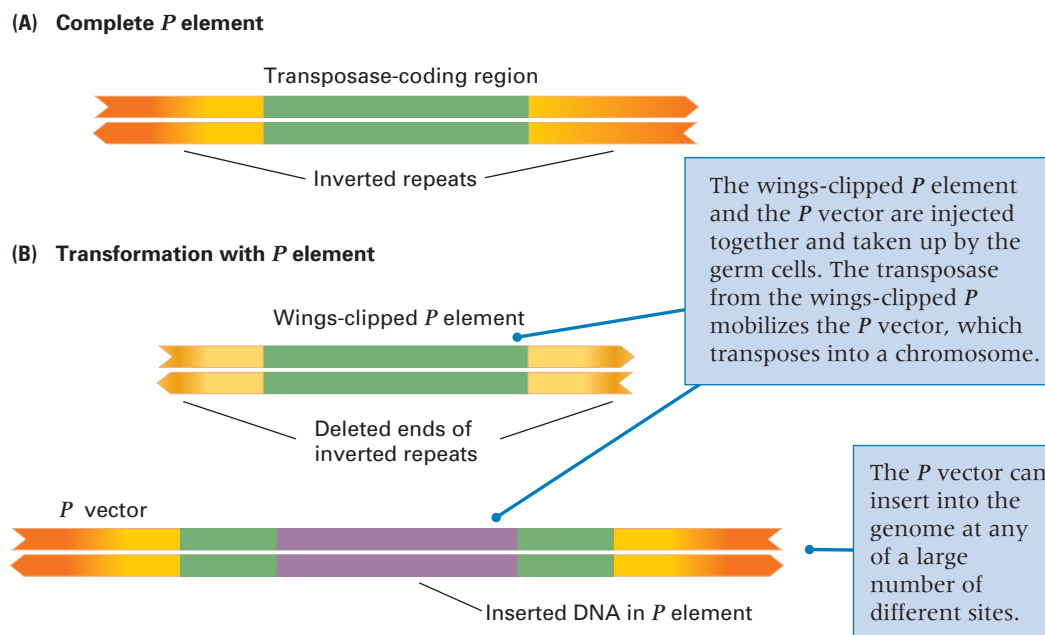 (A) Complete P element
Transposase-coding region
Inverted repeats
The wings-clipped P element
and the P vector are injected
together and taken up by the
germ cells. The transposase
from the wings-clipped P
mobilizes the P vector, which
transposes into a chromosome.
(B) Transformation with P element
Wings-clipped P element
Deleted ends of
inverted repeats
P vector
The P vector can
insert into the
genome at any
of a large
number of
different sites.
Inserted DNA in P element